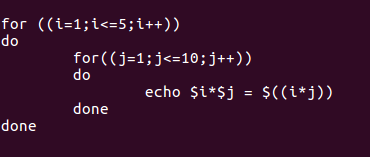 for ((i=1;i<=5;i++))
do
        for((j=1;j<=10;j++))
        do
                echo $i*$j = $((i*j))
        done
done